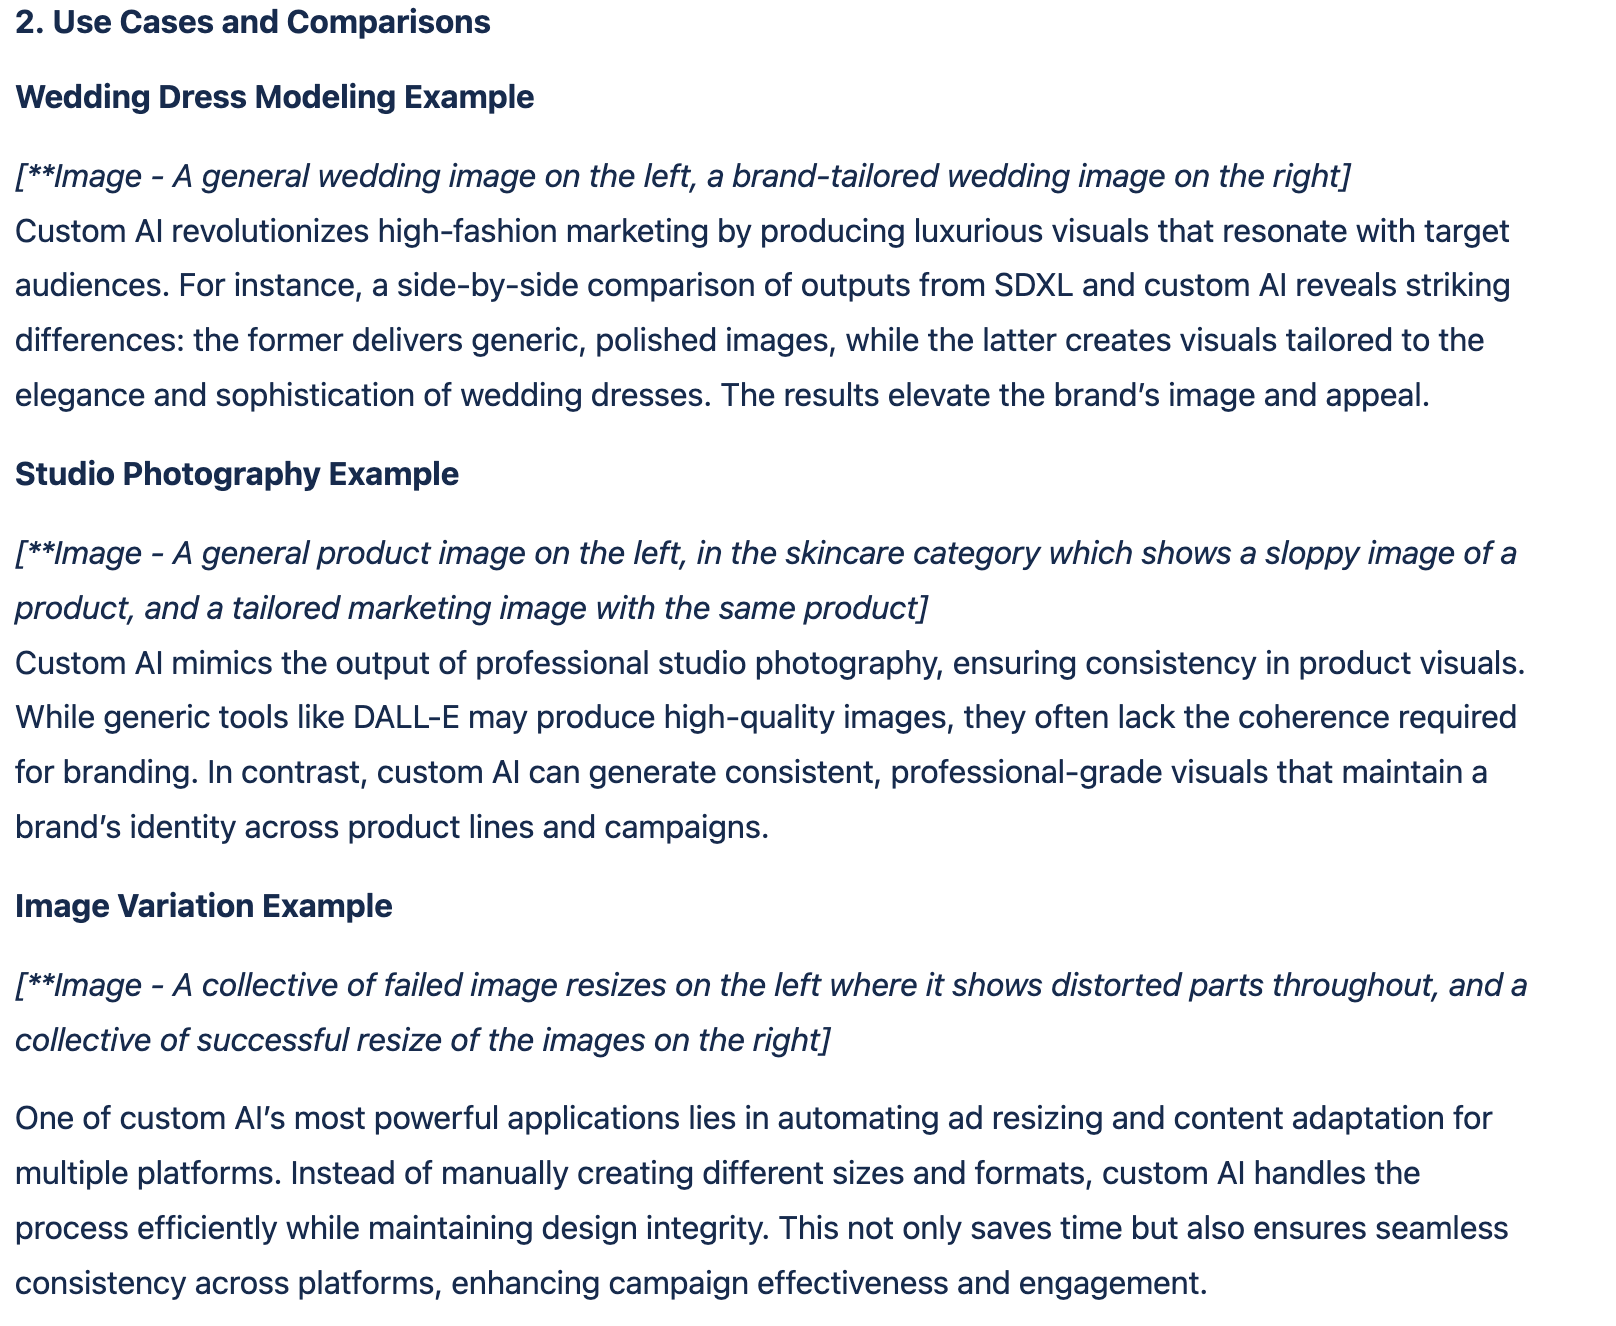 2. Use Cases and Comparisons
Wedding Dress Modeling Example
[**Image - A general wedding image on the left, a brand-tailored wedding image on the right]
Custom AI revolutionizes high-fashion marketing by producing luxurious visuals that resonate with target
audiences. For instance, a side-by-side comparison of outputs from SDXL and custom AI reveals striking
differences: the former delivers generic, polished images, while the latter creates visuals tailored to the
elegance and sophistication of wedding dresses. The results elevate the brand’s image and appeal.
Studio Photography Example
[**Image - A general product image on the left, in the skincare category which shows a sloppy image of a
product, and a tailored marketing image with the same product]
Custom AI mimics the output of professional studio photography, ensuring consistency in product visuals.
While generic tools like DALL-E may produce high-quality images, they often lack the coherence required
for branding. In contrast, custom AI can generate consistent, professional-grade visuals that maintain a
brand’s identity across product lines and campaigns.
Image Variation Example
[**Image - A collective of failed image resizes on the left where it shows distorted parts throughout, and a
collective of successful resize of the images on the right]
One of custom AI’s most powerful applications lies in automating ad resizing and content adaptation for
multiple platforms. Instead of manually creating different sizes and formats, custom AI handles the
process efficiently while maintaining design integrity. This not only saves time but also ensures seamless
consistency across platforms, enhancing campaign effectiveness and engagement.